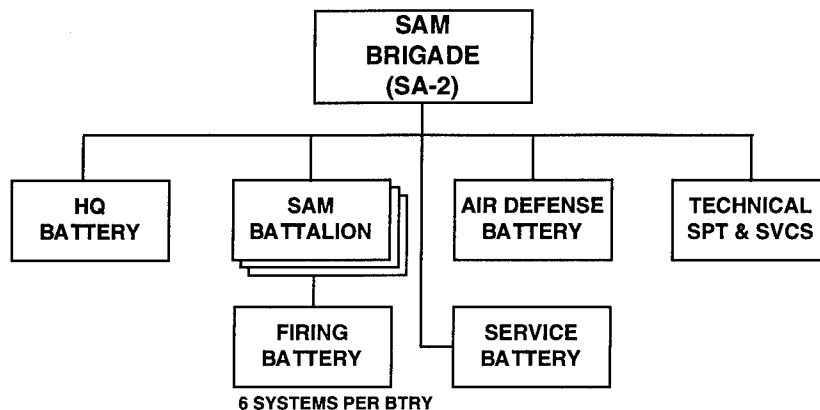 SAM
BRIGADE
(SA-2)
HQ
BATTERY
SAM
BATTALION
AIR DEFENSE
BATTERY
TECHNICAL
SPT & SVCS
FIRING
BATTERY
SERVICE
BATTERY
6 SYSTEMS PER BTRY